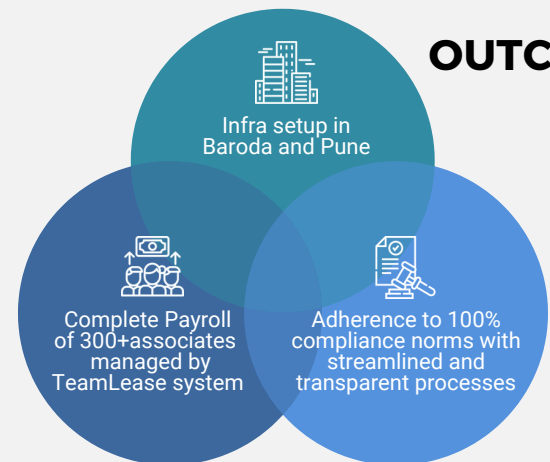 OUTC
Infra setup in
Baroda and Pune
Complete Payroll
of 300+associates
managed by
TeamLease system
Adherence to 100%
compliance norms with
streamlined and
transparent processes